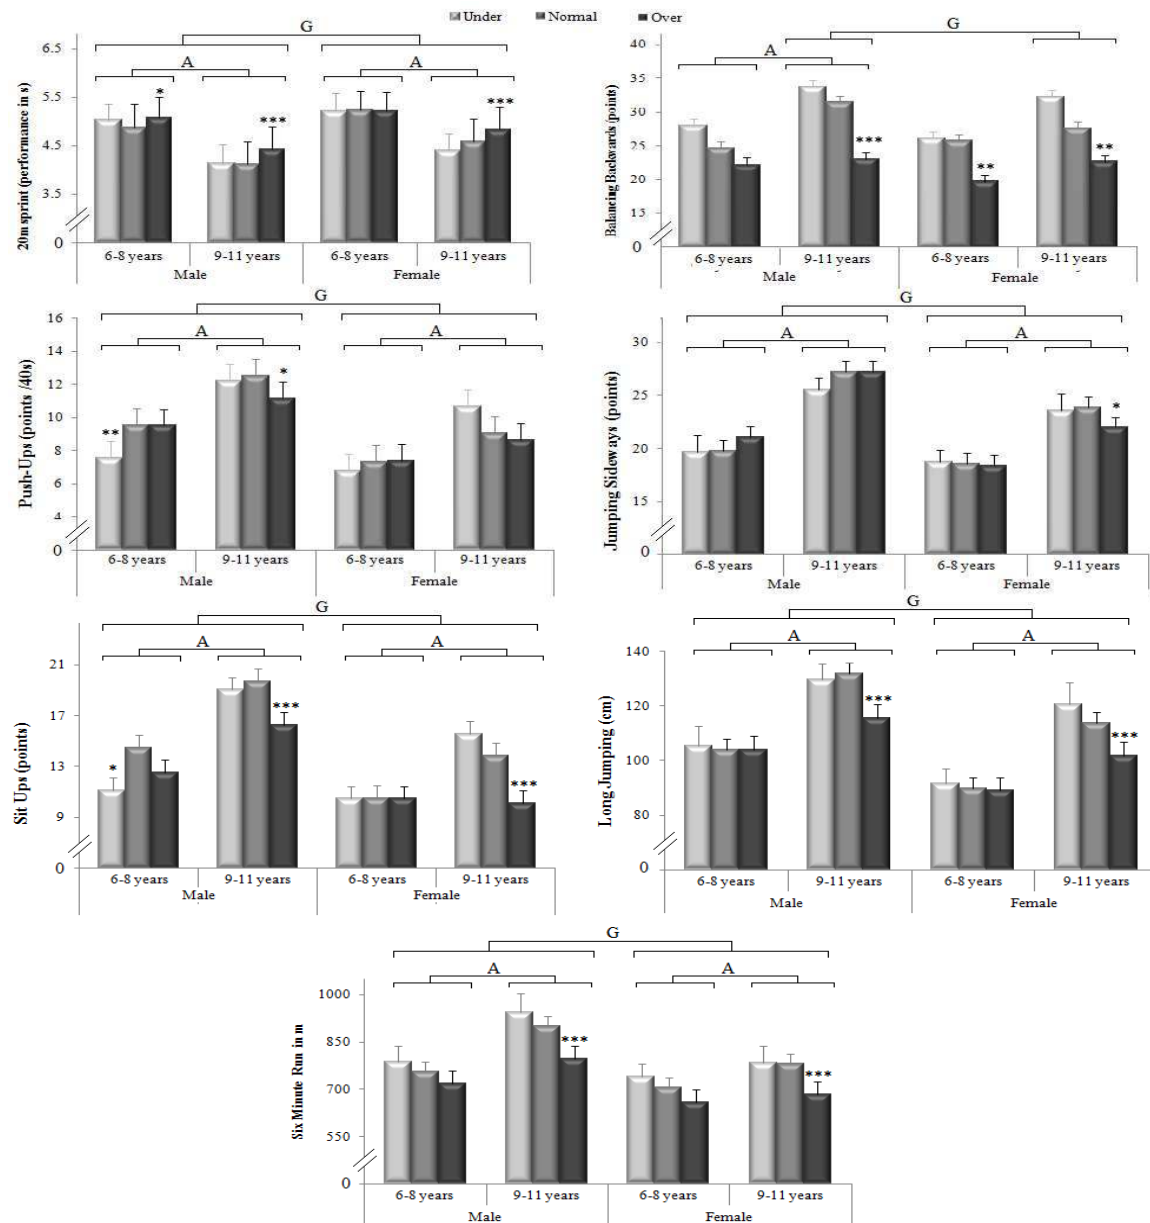 Under Normal Over
G
6.5
A A
5.5
4.5
3.5
0
* *** ***
20m sprint (performance in s)
6-8 years 9-11 years 6-8 years 9-11 years
Male Female
G
40
A
35
30
25
20
15
0
*** ** **
Balancing Backwards (points)
6-8 years 9-11 years 6-8 years 9-11 years
Male Female
G
16
A A
14
12
10
8
6
4
0
** *
Push-Ups (points /40s)
6-8 years 9-11 years 6-8 years 9-11 years
Male Female
G
A A
30
25
20
15
0
*
Jumping Sideways (points)
6-8 years 9-11 years 6-8 years 9-11 years
Male Female
G
A A
21
17
13
9
0
* *** ***
Sit Ups (points)
6-8 years 9-11 years 6-8 years 9-11 years
Male Female
G
A A
140
120
100
80
0
*** ***
Long Jumping (cm)
6-8 years 9-11 years 6-8 years 9-11 years
Male Female
G
A A
1000
850
700
550
0
*** ***
Six Minute Run in m
6-8 years 9-11 years 6-8 years 9-11 years
Male Female